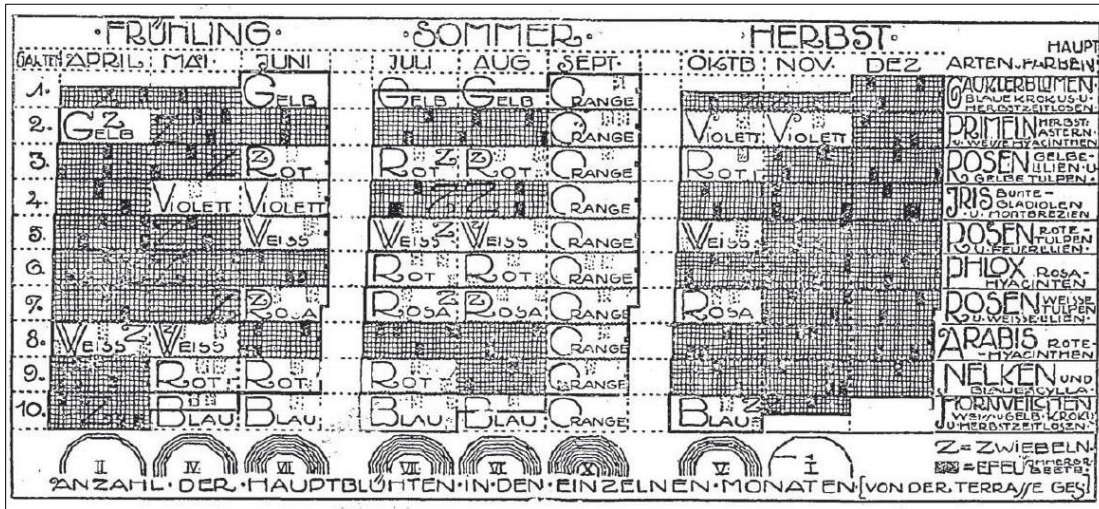 ·FRÜHLING· ·SOMMER· ·HERBST·
HAUPT
GÄRTEN APRIL MAI JUNI JULI AUG SEPT. OKTB NOV. DEZ ARTEN-FARBEN
1. GELB GELB GELB ORANGE GAUKLERBLUMEN·
BLAUE KROKUS·U·
HERBSTZEITLOSEN·
2. Z GELB ORANGE VIOLETT VIOLETT PRIMELN HERBST-
ASTERN·
U·WEISSE HYACINTHEN
3. Z ROT ROT Z Z ROT ORANGE ROT ROSEN GELBE-
LILIEN·U·
GELBE TULPEN·
4. VIOLETT VIOLETT Z Z ORANGE IRIS BUNTE-
GLADIOLEN
·U·MONTBREZIEN
5. WEISS WEISS Z WEISS ORANGE WEISS ROSEN ROTE-
TULPEN
U·FEUERLILIEN·
6. ROT ROT ORANGE PHLOX ROSA-
HYACINTEN
7. Z ROSA ROSA Z Z ROSA ORANGE ROSA ROSEN WEISSE
TULPEN
U·WEISSE LILIEN·
8. WEISS Z Z WEISS ORANGE ARABIS ROTE-
-HYACINTHEN
9. ROT ROT ROT ORANGE NELKEN UND
BLAUE SCYLLA·
10. Z BLAU BLAU BLAU BLAU ORANGE BLAU Z HORNVEILCHEN
WEISS·U·GELB·KROKUS
U·HERBSTZEITLOSEN·
II IV VII VII VI X V I
Z=ZWIEBELN·
=EFEU
ANZAHL·DER·HAUPTBLÜHTEN·IN·DEN·EINZELNEN·MONATEN·[VON DER TERRASSE GES]